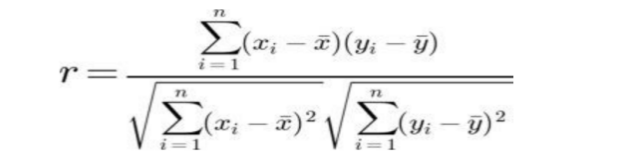 r = \frac{\sum_{i=1}^{n}(x_i - \bar{x})(y_i - \bar{y})}{\sqrt{\sum_{i=1}^{n}(x_i - \bar{x})^2}\sqrt{\sum_{i=1}^{n}(y_i - \bar{y})^2}}